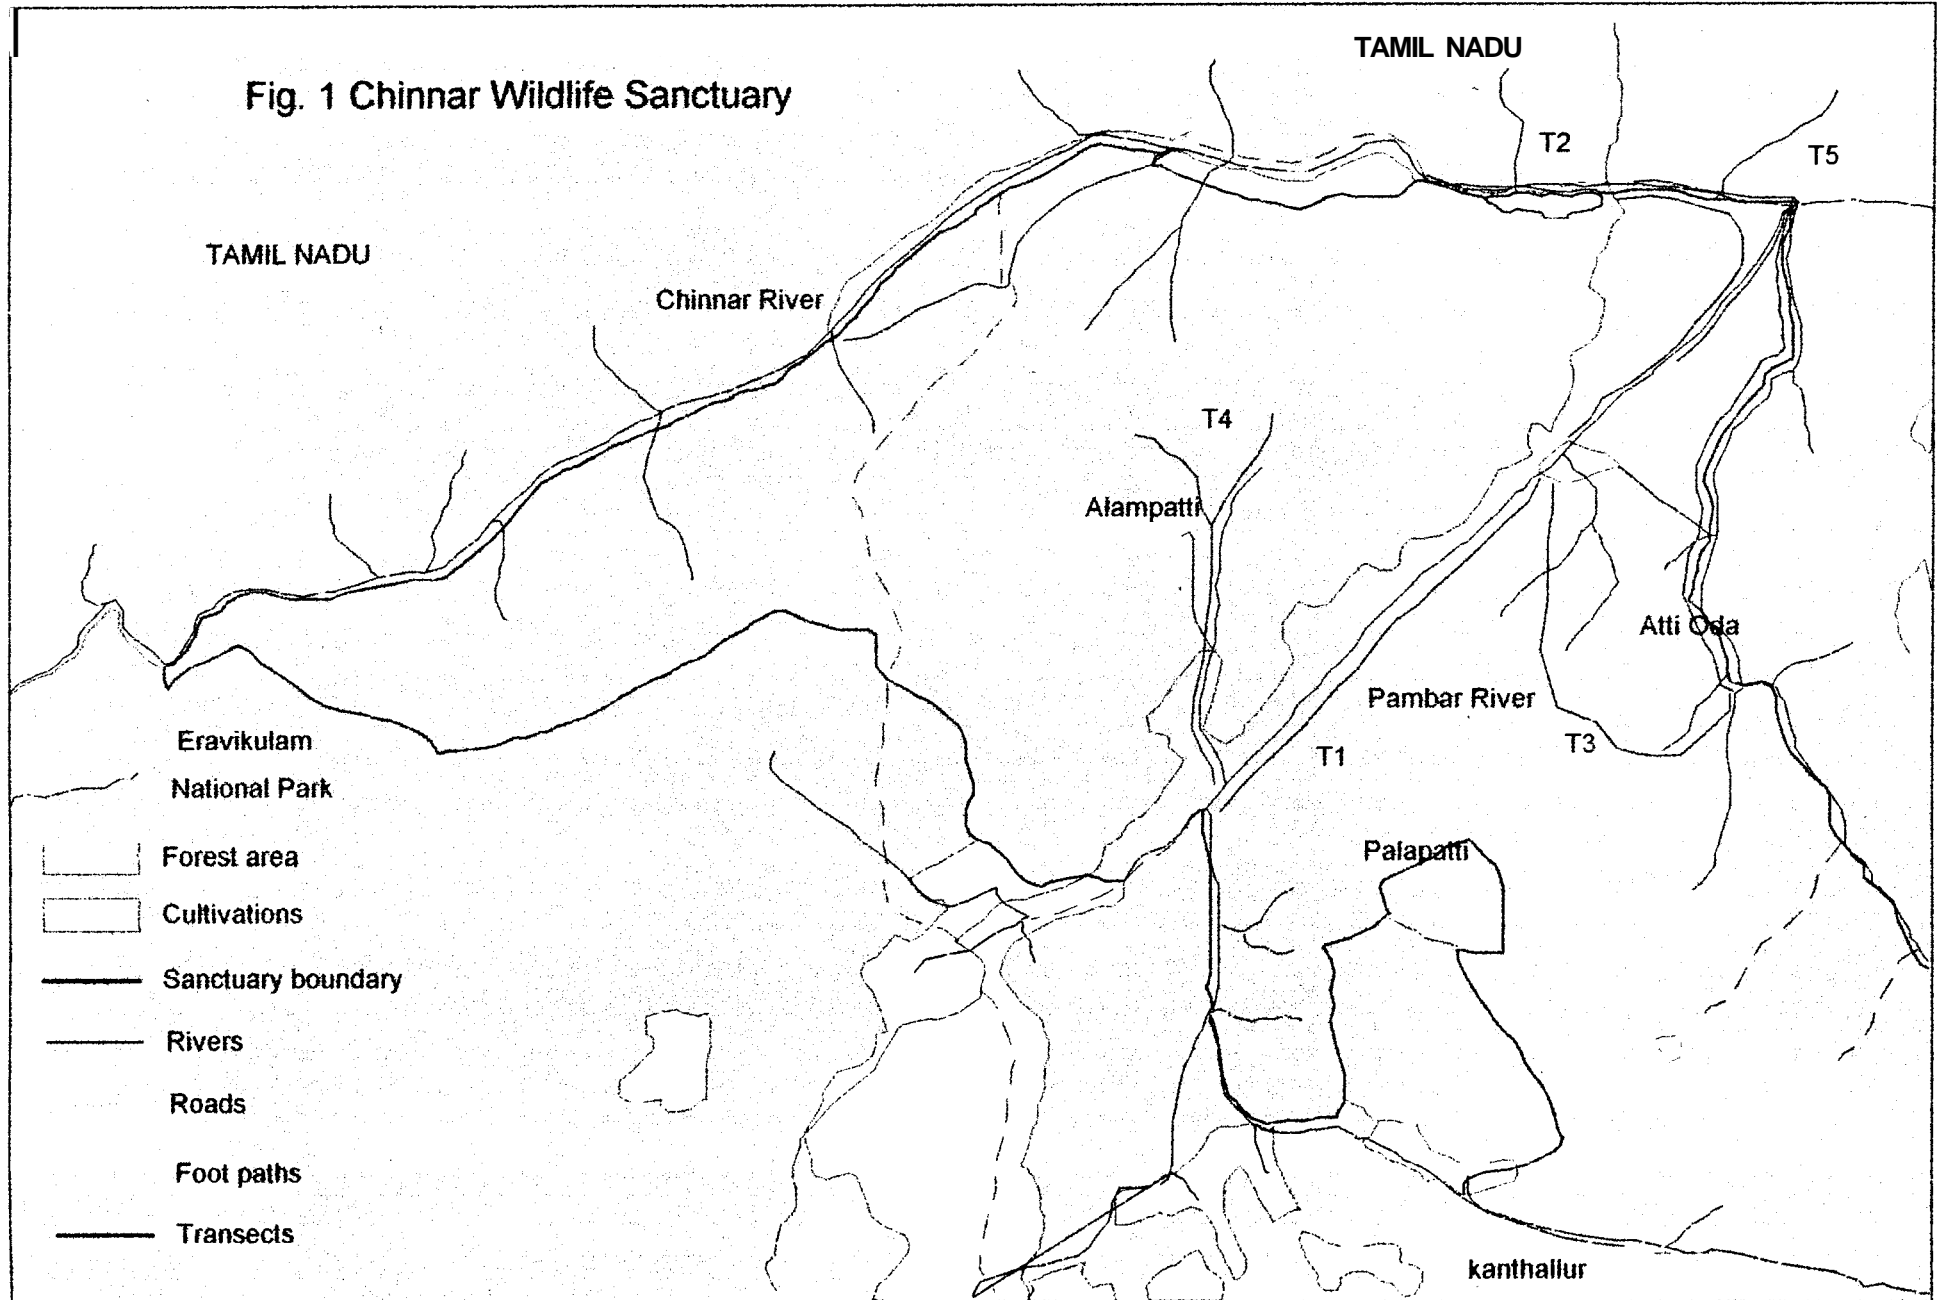 TAMIL NADU
Fig. 1 Chinnar Wildlife Sanctuary
T2
T5
TAMIL NADU
Chinnar River
T4
Alampatti
Atti Oda
Pambar River
T3
T1
Eravikulam
National Park
Palapatti
Forest area
Cultivations
Sanctuary boundary
Rivers
Roads
Foot paths
Transects
kanthallur